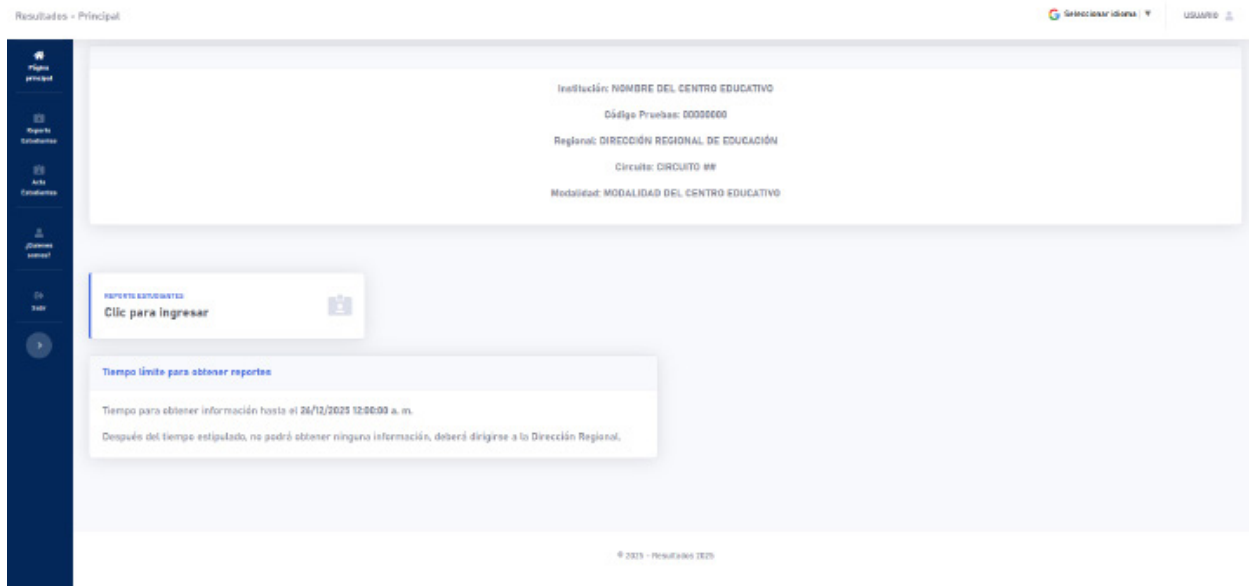 Resultados - Principal
Seleccionar idioma ▼
USUARIO
Página
principal
Reporte
Estudiantes
Acta
Estudiantes
¿Quienes
somos?
Salir
Institución: NOMBRE DEL CENTRO EDUCATIVO
Código Pruebas: 00000000
Regional: DIRECCIÓN REGIONAL DE EDUCACIÓN
Circuito: CIRCUITO ##
Modalidad: MODALIDAD DEL CENTRO EDUCATIVO
REPORTE ESTUDIANTES
Clic para ingresar
Tiempo límite para obtener reportes
Tiempo para obtener información hasta el 26/12/2025 12:00:00 a. m.
Después del tiempo estipulado, no podrá obtener ninguna información, deberá dirigirse a la Dirección Regional.
© 2025 - Resultados 2025